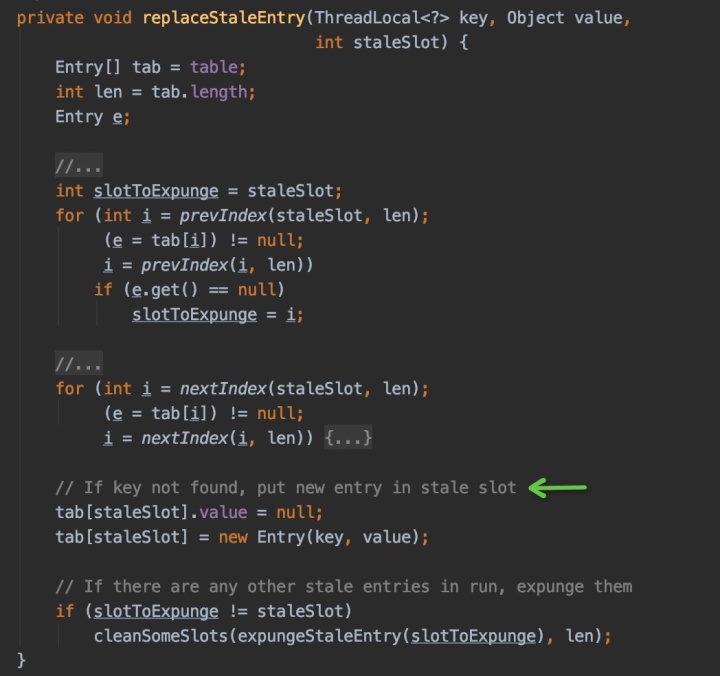 private void replaceStaleEntry(ThreadLocal<?> key, Object value,
                               int staleSlot) {
    Entry[] tab = table;
    int len = tab.length;
    Entry e;

    //...
    int slotToExpunge = staleSlot;
    for (int i = prevIndex(staleSlot, len);
         (e = tab[i]) != null;
         i = prevIndex(i, len))
        if (e.get() == null)
            slotToExpunge = i;

    //...
    for (int i = nextIndex(staleSlot, len);
         (e = tab[i]) != null;
         i = nextIndex(i, len)) {...}

    // If key not found, put new entry in stale slot
    tab[staleSlot].value = null;
    tab[staleSlot] = new Entry(key, value);

    // If there are any other stale entries in run, expunge them
    if (slotToExpunge != staleSlot)
        cleanSomeSlots(expungeStaleEntry(slotToExpunge), len);
}